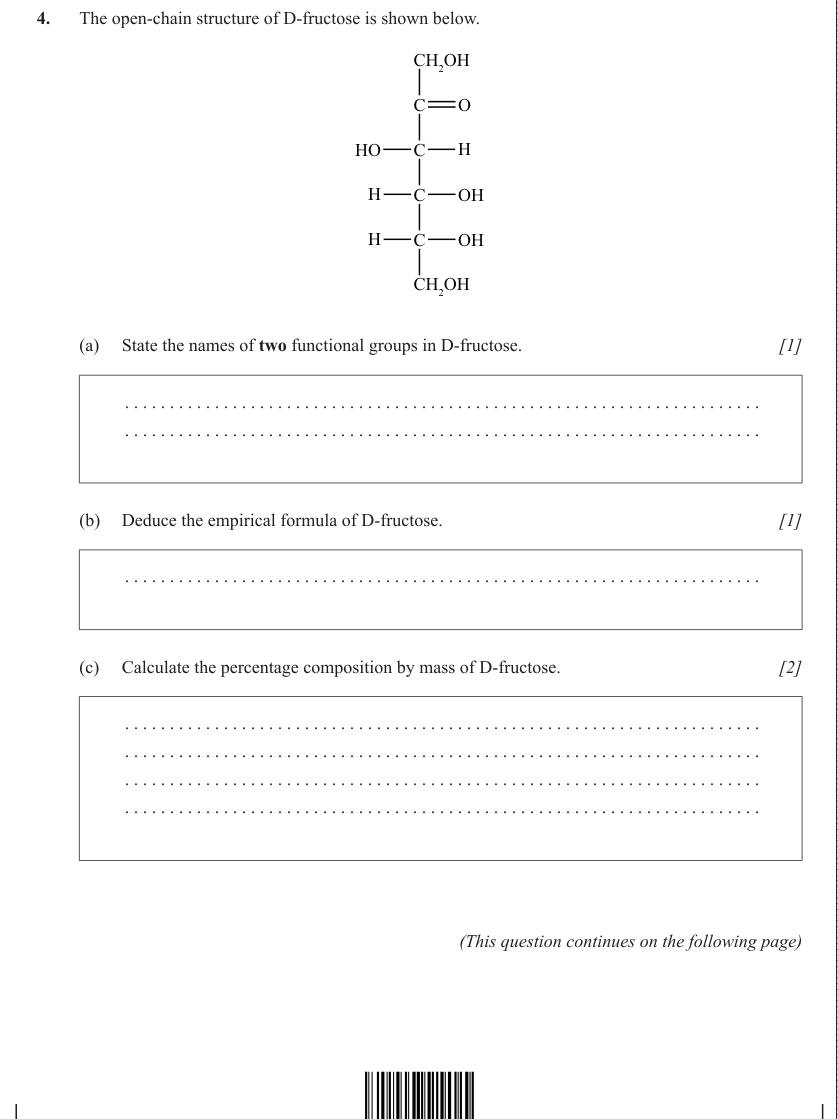 4. The open-chain structure of D-fructose is shown below.
CH2OH
C=O
HO—C—H
H—C—OH
H—C—OH
CH2OH
(a) State the names of two functional groups in D-fructose. [1]
(b) Deduce the empirical formula of D-fructose. [1]
(c) Calculate the percentage composition by mass of D-fructose. [2]
(This question continues on the following page)